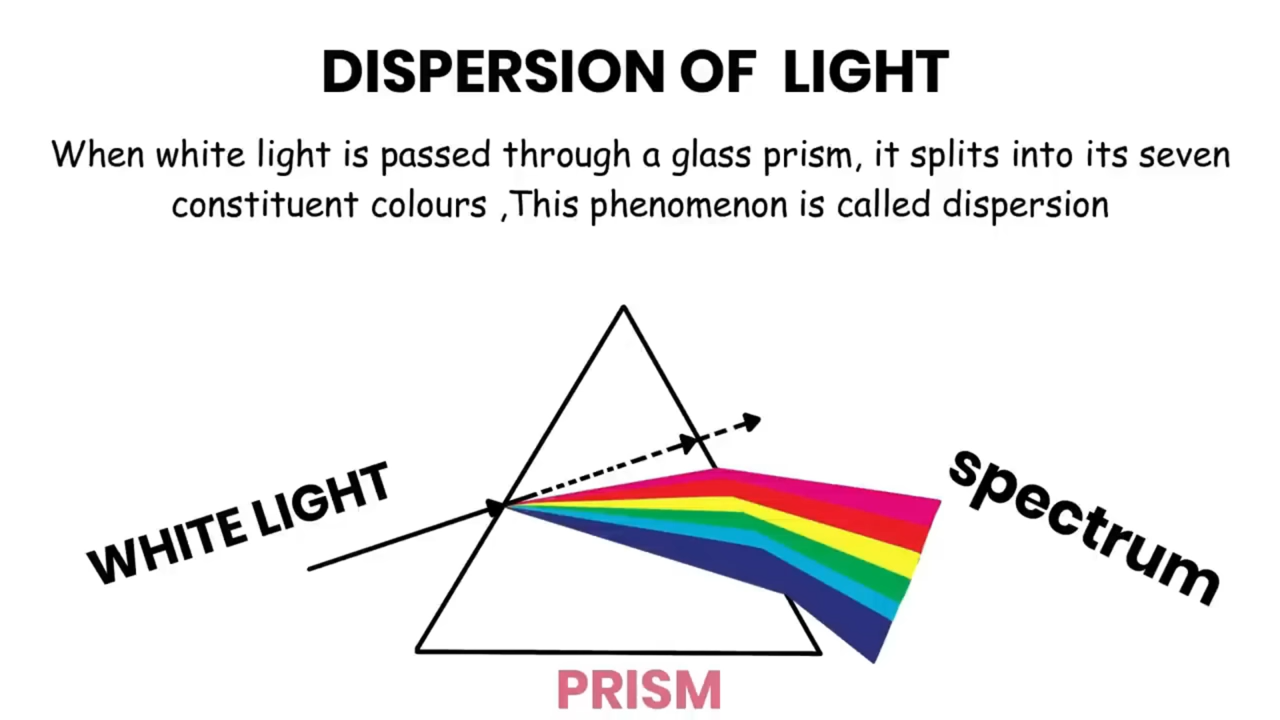 DISPERSION OF LIGHT
When white light is passed through a glass prism, it splits into its seven
constituent colours ,This phenomenon is called dispersion
WHITE LIGHT
spectrum
PRISM